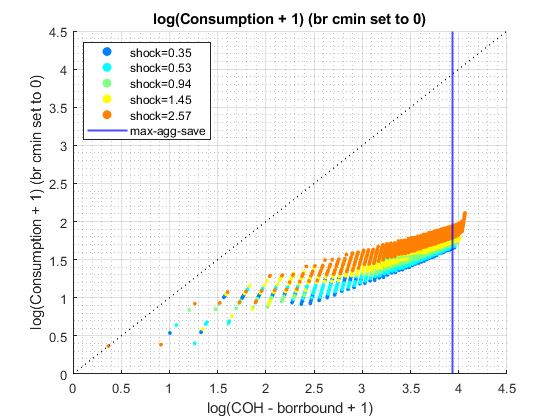 log(Consumption + 1) (br cmin set to 0)
log(Consumption + 1) (br cmin set to 0)
4.5
4
3.5
3
2.5
2
1.5
1
0.5
0
shock=0.35
shock=0.53
shock=0.94
shock=1.45
shock=2.57
max-agg-save
0 0.5 1 1.5 2 2.5 3 3.5 4 4.5
log(COH - borrbound + 1)